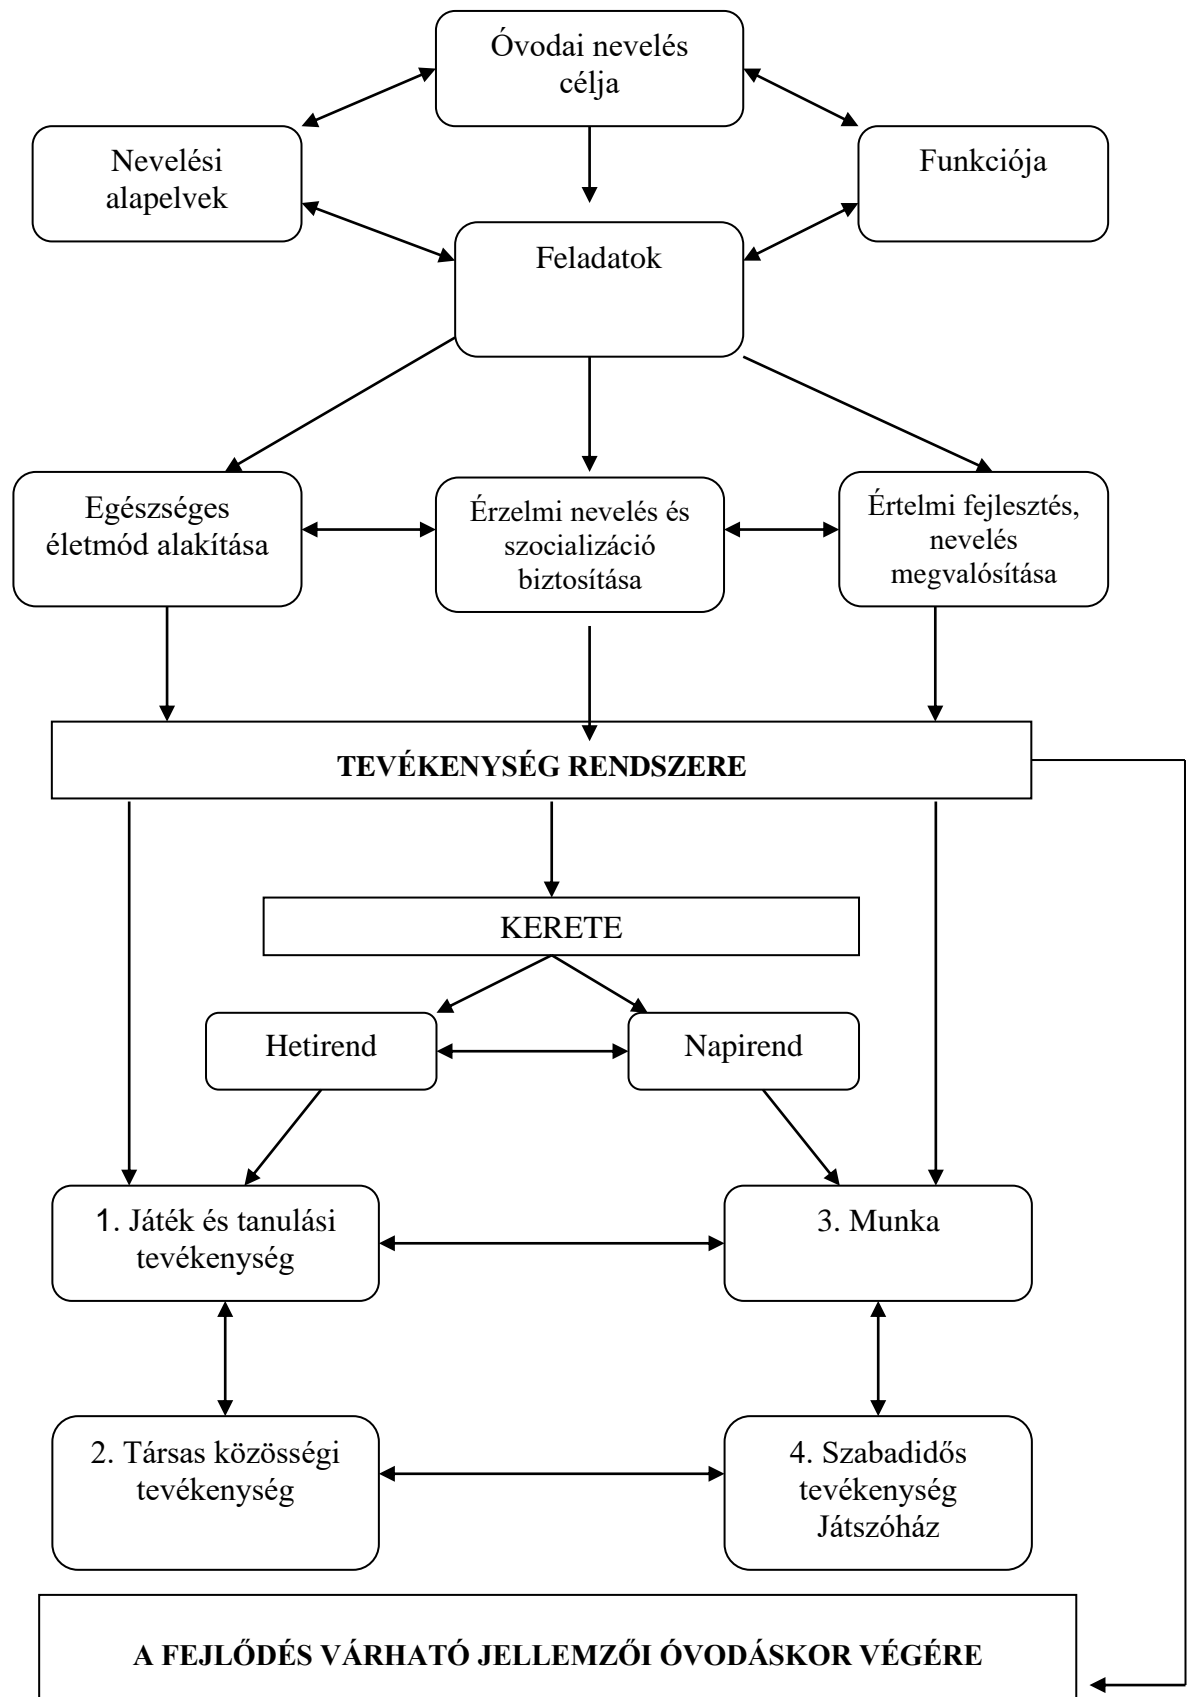 Óvodai nevelés
célja
Nevelési
alapelvek
Funkciója
Feladatok
Egészséges
életmód alakítása
Érzelmi nevelés és
szocializáció
biztosítása
Értelmi fejlesztés,
nevelés
megvalósítása
TEVÉKENYSÉG RENDSZERE
KERETE
Hetirend
Napirend
1. Játék és tanulási
tevékenység
3. Munka
2. Társas közösségi
tevékenység
4. Szabadidős
tevékenység
Játszóház
A FEJLŐDÉS VÁRHATÓ JELLEMZŐI ÓVODÁSKOR VÉGÉRE